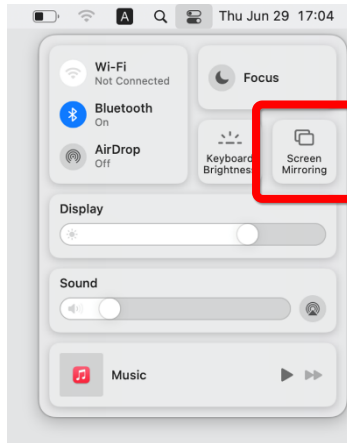 A Thu Jun 29 17:04
Wi-Fi
Not Connected
Focus
Bluetooth
On
AirDrop
Off
Keyboard
Brightness
Screen
Mirroring
Display
Sound
Music